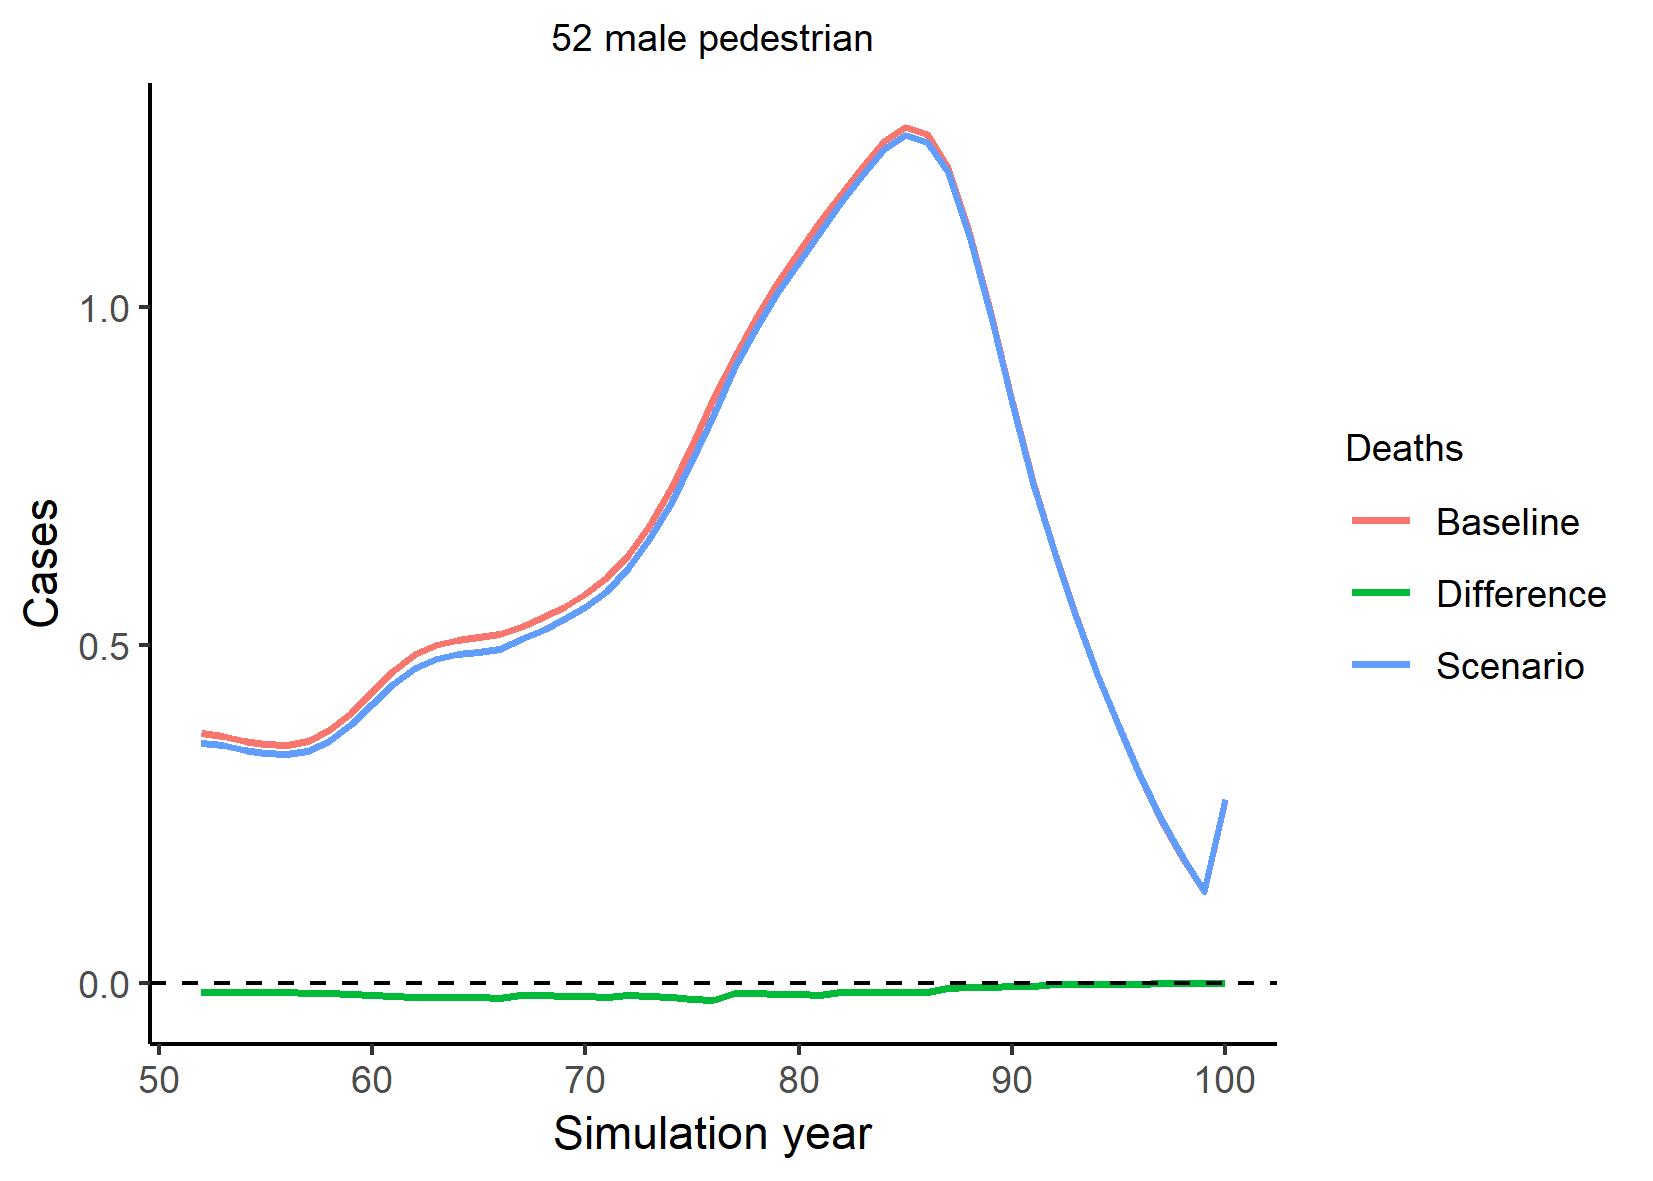 52 male pedestrian
Cases
1.0
0.5
0.0
50 60 70 80 90 100
Simulation year
Deaths
Baseline
Difference
Scenario